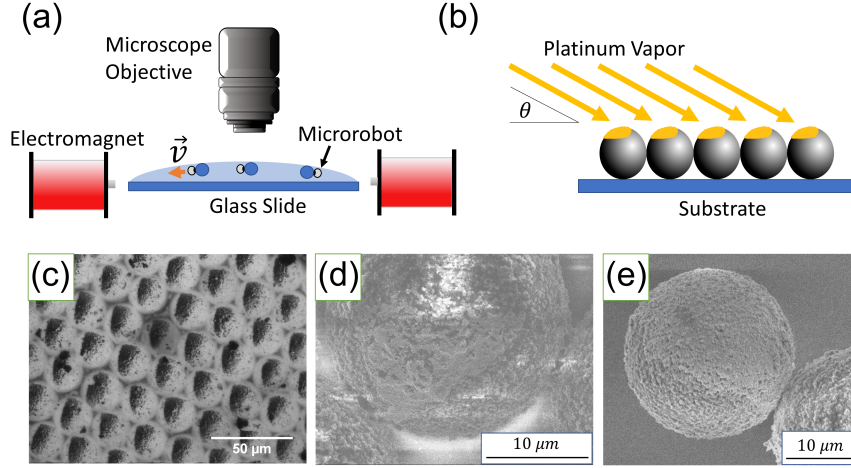 (a)
Microscope
Objective
Electromagnet
v
Microrobot
Glass Slide
(b)
Platinum Vapor
θ
Substrate
(c)
50 µm
(d)
10 µm
(e)
10 µm